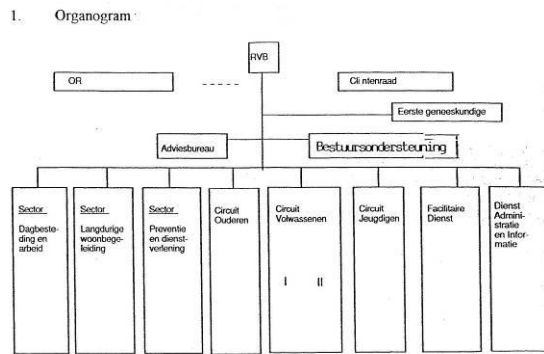 1. Organogram
RVB
OR
Cli ntenraad
Eerste geneeskundige
Adviesbureau
Bestuursondersteuning
Sector
Dagbeste-
ding en
arbeid
Sector
Langdurige
woonbege-
leiding
Sector
Preventie
en dienst-
verlening
Circuit
Ouderen
Circuit
Volwassenen
I II
Circuit
Jeugdigen
Facilitaire
Dienst
Dienst
Admini-
stratie
en Infor-
matie